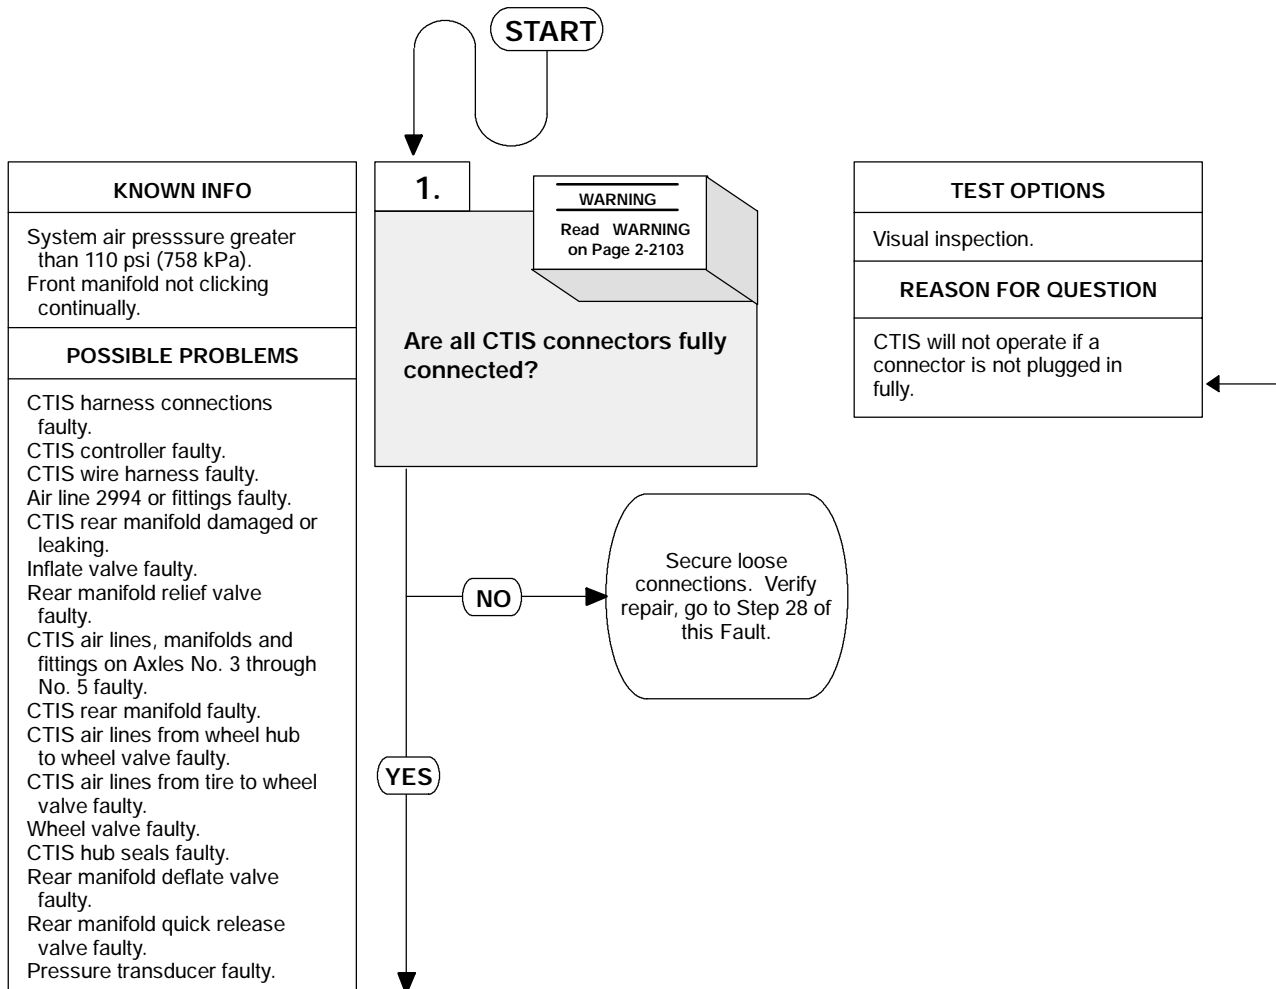 START
KNOWN INFO
System air presssure greater
than 110 psi (758 kPa).
Front manifold not clicking
continually.
POSSIBLE PROBLEMS
CTIS harness connections
faulty.
CTIS controller faulty.
CTIS wire harness faulty.
Air line 2994 or fittings faulty.
CTIS rear manifold damaged or
leaking.
Inflate valve faulty.
Rear manifold relief valve
faulty.
CTIS air lines, manifolds and
fittings on Axles No. 3 through
No. 5 faulty.
CTIS rear manifold faulty.
CTIS air lines from wheel hub
to wheel valve faulty.
CTIS air lines from tire to wheel
valve faulty.
Wheel valve faulty.
CTIS hub seals faulty.
Rear manifold deflate valve
faulty.
Rear manifold quick release
valve faulty.
Pressure transducer faulty.
1.
WARNING
Read WARNING
on Page 2-2103
Are all CTIS connectors fully
connected?
NO
Secure loose
connections. Verify
repair, go to Step 28 of
this Fault.
YES
TEST OPTIONS
Visual inspection.
REASON FOR QUESTION
CTIS will not operate if a
connector is not plugged in
fully.